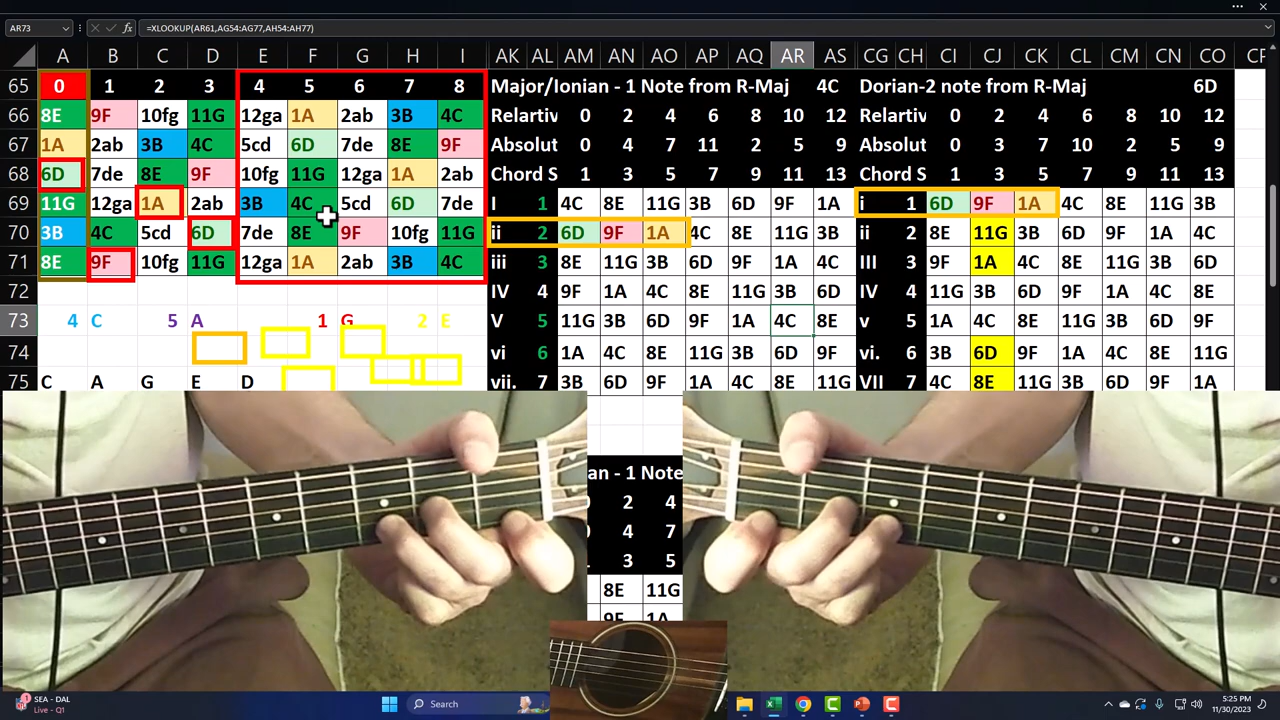 AR73 fx =XLOOKUP(AR61,AG54:AG77,AH54:AH77)
A B C D E F G H I AK AL AM AN AO AP AQ AR AS CG CH CI CJ CK CL CM CN CO
65 0 1 2 3 4 5 6 7 8 Major/Ionian - 1 Note from R-Maj 4C Dorian-2 note from R-Maj 6D
66 8E 9F 10fg 11G 12ga 1A 2ab 3B 4C Relartiv 0 2 4 6 8 10 12 Relartiv 0 2 4 6 8 10 12
67 1A 2ab 3B 4C 5cd 6D 7de 8E 9F Absolut 0 4 7 11 2 5 9 Absolut 0 3 7 10 2 5 9
68 6D 7de 8E 9F 10fg 11G 12ga 1A 2ab Chord S 1 3 5 7 9 11 13 Chord S 1 3 5 7 9 11 13
69 11G 12ga 1A 2ab 3B 4C 5cd 6D 7de I 1 4C 8E 11G 3B 6D 9F 1A i 1 6D 9F 1A 4C 8E 11G 3B
70 3B 4C 5cd 6D 7de 8E 9F 10fg 11G ii 2 6D 9F 1A 4C 8E 11G 3B ii 2 8E 11G 3B 6D 9F 1A 4C
71 8E 9F 10fg 11G 12ga 1A 2ab 3B 4C iii 3 8E 11G 3B 6D 9F 1A 4C III 3 9F 1A 4C 8E 11G 3B 6D
72 IV 4 9F 1A 4C 8E 11G 3B 6D IV 4 11G 3B 6D 9F 1A 4C 8E
73 4 C 5 A 1 G 2 E V 5 11G 3B 6D 9F 1A 4C 8E v 5 1A 4C 8E 11G 3B 6D 9F
74 vi 6 1A 4C 8E 11G 3B 6D 9F vi. 6 3B 6D 9F 1A 4C 8E 11G
75 C A G E D vii. 7 3B 6D 9F 1A 4C 8E 11G VII 7 4C 8E 11G 3B 6D 9F 1A
ian - 1 Note
0 2 4
0 4 7
1 3 5
8E 11G
9F 1A
SEA - DAL
Live - Q1
Search
5:25 PM
11/30/2023